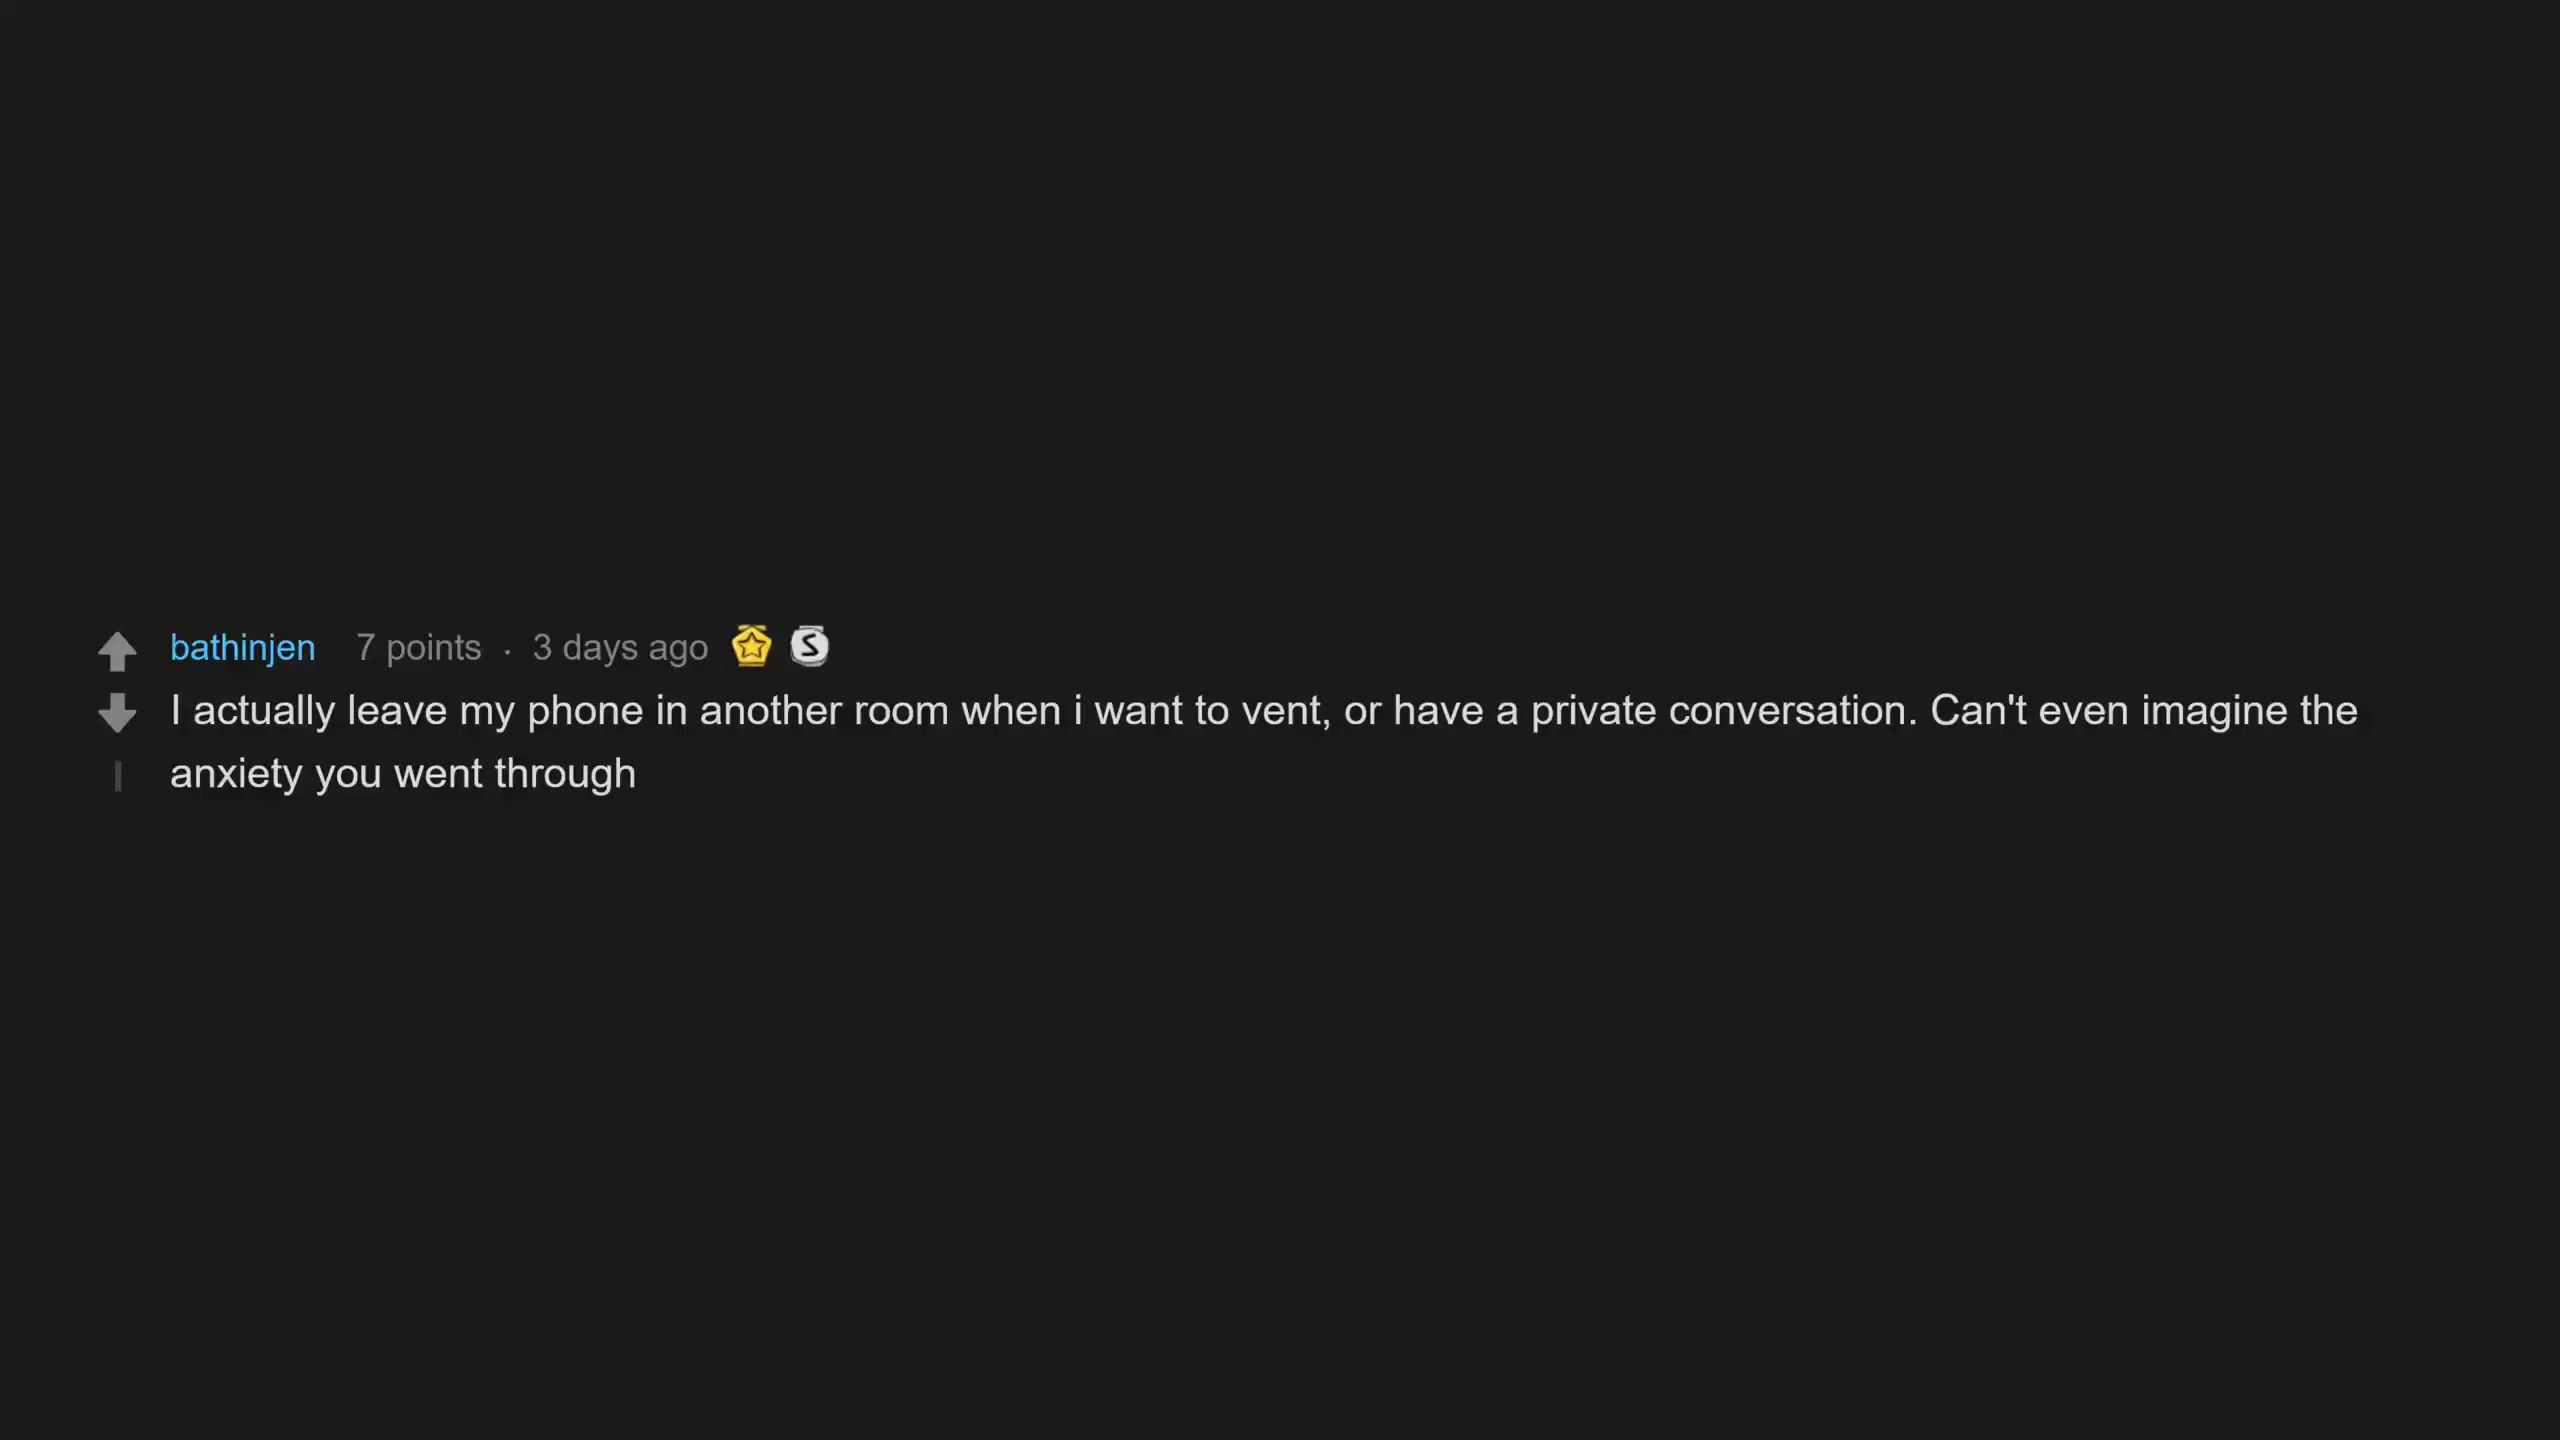 bathinjen 7 points · 3 days ago
I actually leave my phone in another room when i want to vent, or have a private conversation. Can't even imagine the
anxiety you went through